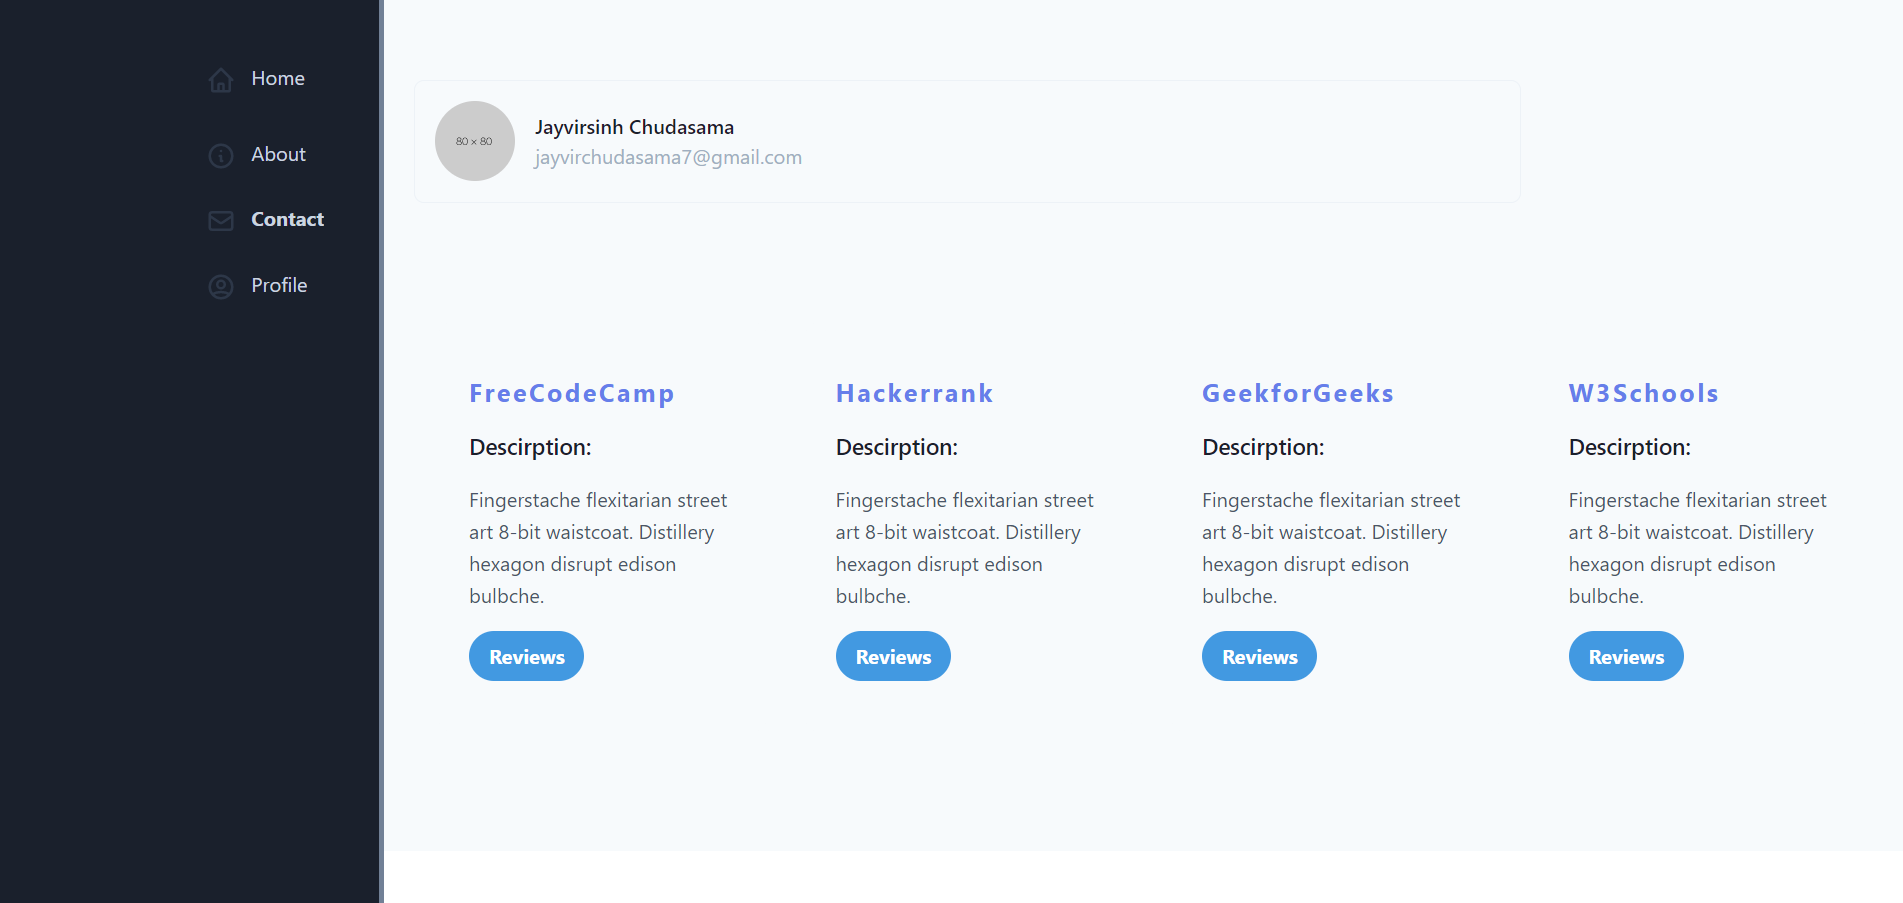 Home
About
Contact
Profile
80 × 80
Jayvirsinh Chudasama
jayvirchudasama7@gmail.com
FreeCodeCamp
Descirption:
Fingerstache flexitarian street
art 8-bit waistcoat. Distillery
hexagon disrupt edison
bulbche.
Reviews
Hackerrank
Descirption:
Fingerstache flexitarian street
art 8-bit waistcoat. Distillery
hexagon disrupt edison
bulbche.
Reviews
GeekforGeeks
Descirption:
Fingerstache flexitarian street
art 8-bit waistcoat. Distillery
hexagon disrupt edison
bulbche.
Reviews
W3Schools
Descirption:
Fingerstache flexitarian street
art 8-bit waistcoat. Distillery
hexagon disrupt edison
bulbche.
Reviews